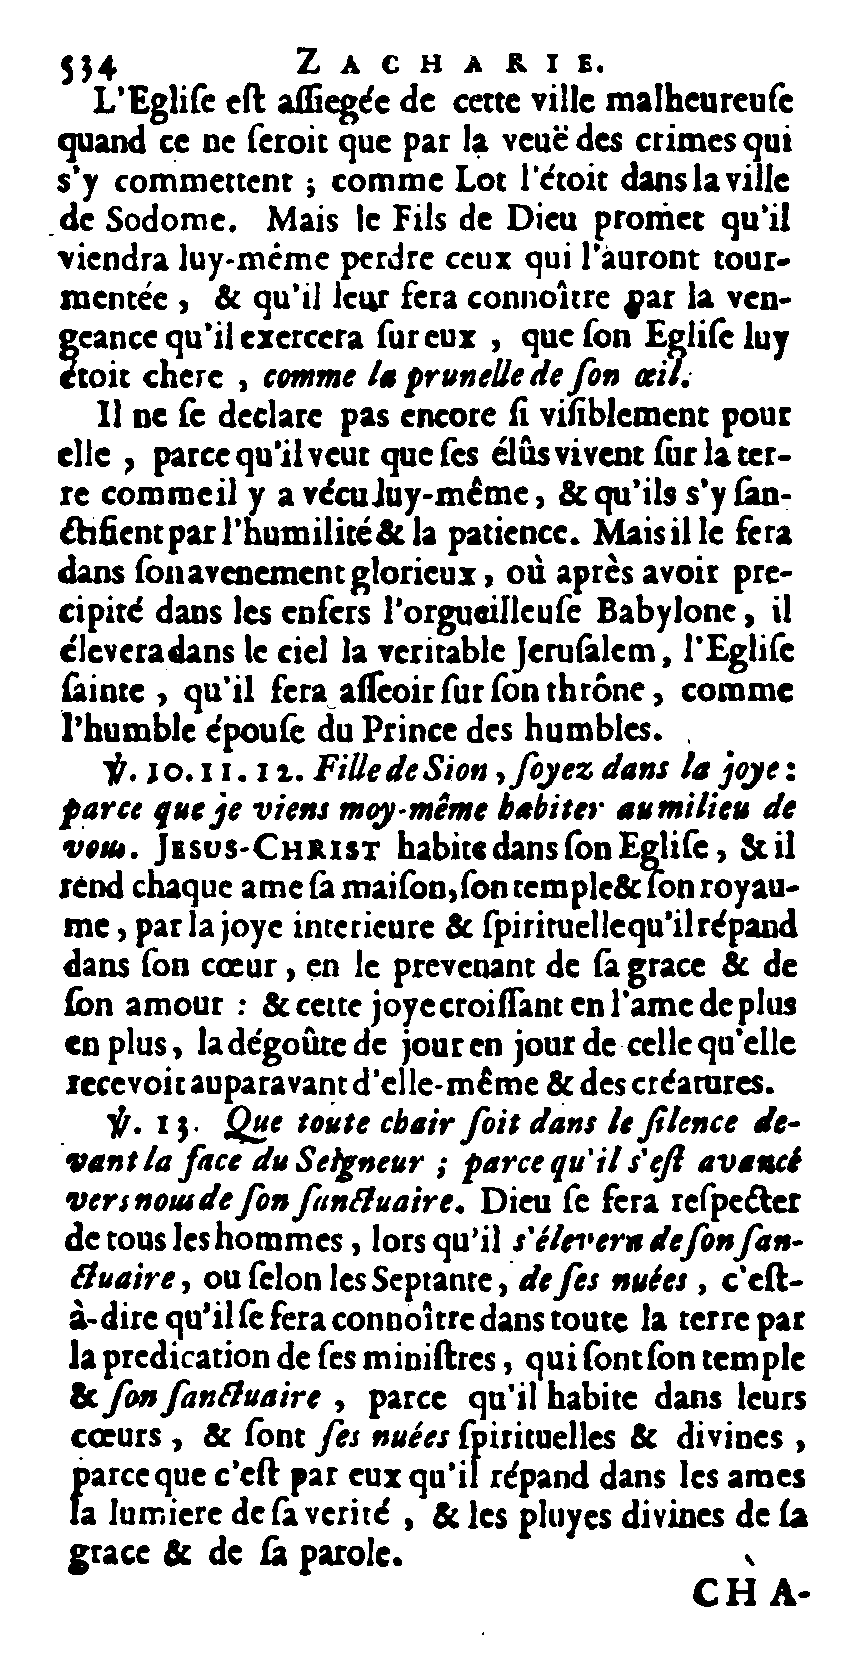 534 ZACHARIE.
L'Egliſe eſt aſſiegée de cette ville malheureuſe
quand ce ne ſeroit que par la veuë des crimes qui
s'y commettent ; comme Lot l'étoit dans la ville
de Sodome. Mais le Fils de Dieu promet qu'il
viendra luy-méme perdre ceux qui l'auront tour-
mentée , & qu'il leur fera connoître par la ven-
geance qu'il exercera ſur eux , que ſon Egliſe luy
étoit chere , comme la prunelle de ſon œil.
Il ne ſe declare pas encore ſi viſiblement pour
elle , parce qu'il veut que ſes élûs vivent ſur la ter-
re comme il y a vécu luy-même, & qu'ils s'y ſan-
ctifient par l'humilité & la patience. Mais il le fera
dans ſon avenement glorieux, où après avoir pre-
cipité dans les enfers l'orgueilleuſe Babylone, il
élevera dans le ciel la veritable Jeruſalem, l'Egliſe
ſainte , qu'il fera aſſeoir ſur ſon thrône, comme
l'humble épouſe du Prince des humbles.
℣. 10. 11. 12. Fille de Sion, ſoyez dans la joye :
parce que je viens moy-même habiter au milieu de
vous. JESUS-CHRIST habite dans ſon Egliſe, & il
rend chaque ame ſa maiſon, ſon temple & ſon royau-
me, par la joye interieure & ſpirituelle qu'il répand
dans ſon cœur, en le prevenant de ſa grace & de
ſon amour : & cette joye croiſſant en l'ame de plus
en plus, la dégoûte de jour en jour de celle qu'elle
recevoit auparavant d'elle-même & des créatures.
℣. 13. Que toute chair ſoit dans le ſilence de-
vant la face du Seigneur ; parce qu'il s'eſt avancé
vers nous de ſon ſanctuaire. Dieu ſe fera reſpecter
de tous les hommes, lors qu'il s'élevera de ſon ſan-
ctuaire, ou ſelon les Septante, de ſes nuées, c'eſt-
à-dire qu'il ſe fera connoître dans toute la terre par
la predication de ſes miniſtres, qui ſont ſon temple
& ſon ſanctuaire , parce qu'il habite dans leurs
cœurs , & ſont ſes nuées ſpirituelles & divines ,
parce que c'eſt par eux qu'il répand dans les ames
la lumiere de ſa verité , & les pluyes divines de ſa
grace & de ſa parole.
CHA-